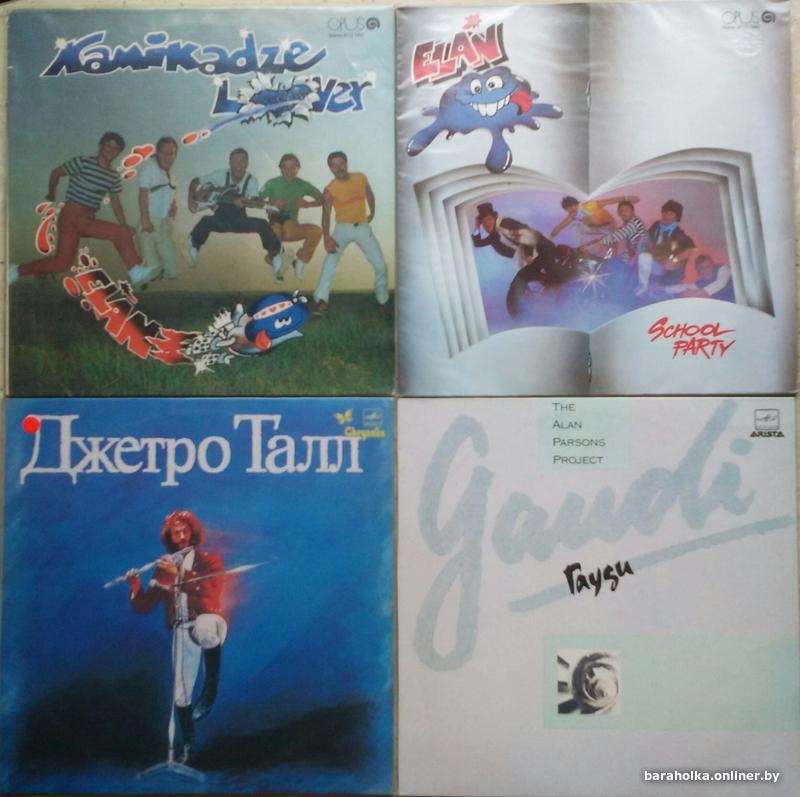 OPUS
Kamikadze
Lover
ELÁN
OPUS
ELÁN
SCHOOL
PARTY
Джетро Талл
Chrysalis
THE
ALAN
PARSONS
PROJECT
ARISTA
gaudi
Гауди
baraholka.onliner.by